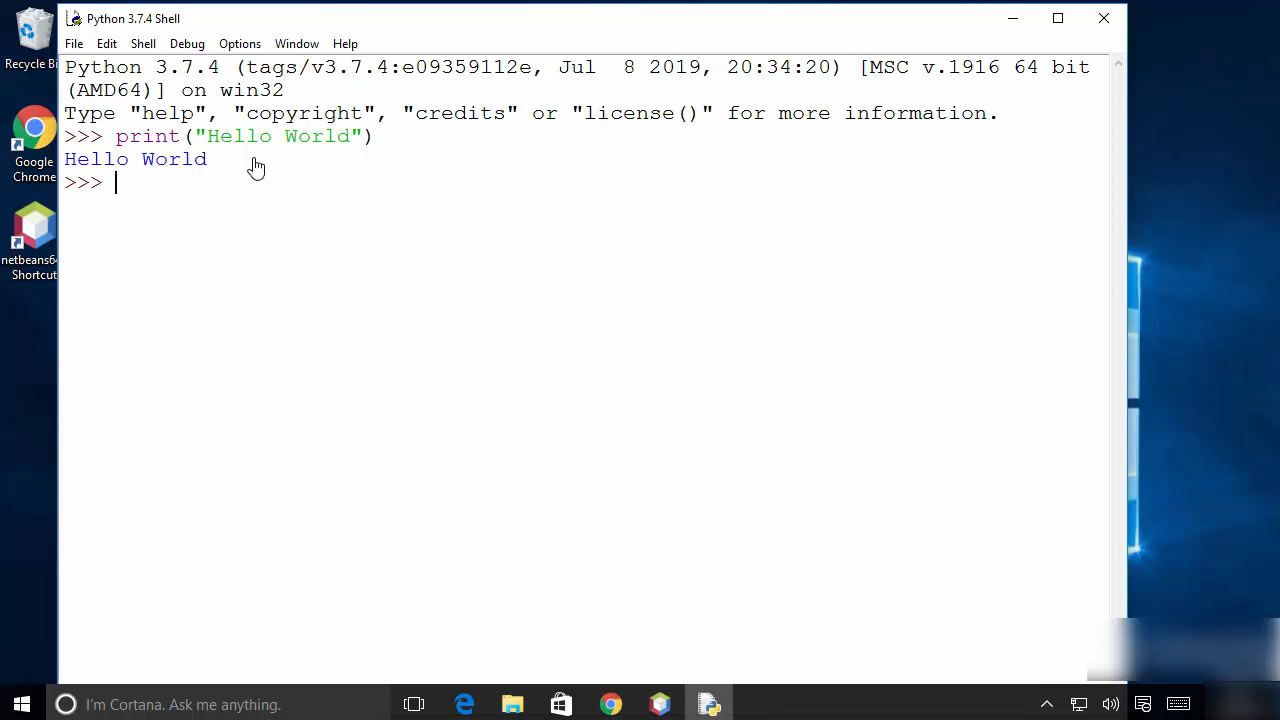 Recycle Bi
Google
Chrome
netbeans64
Shortcut
Python 3.7.4 Shell
File Edit Shell Debug Options Window Help
Python 3.7.4 (tags/v3.7.4:e09359112e, Jul  8 2019, 20:34:20) [MSC v.1916 64 bit
(AMD64)] on win32
Type "help", "copyright", "credits" or "license()" for more information.
>>> print("Hello World")
Hello World
>>>
I'm Cortana. Ask me anything.